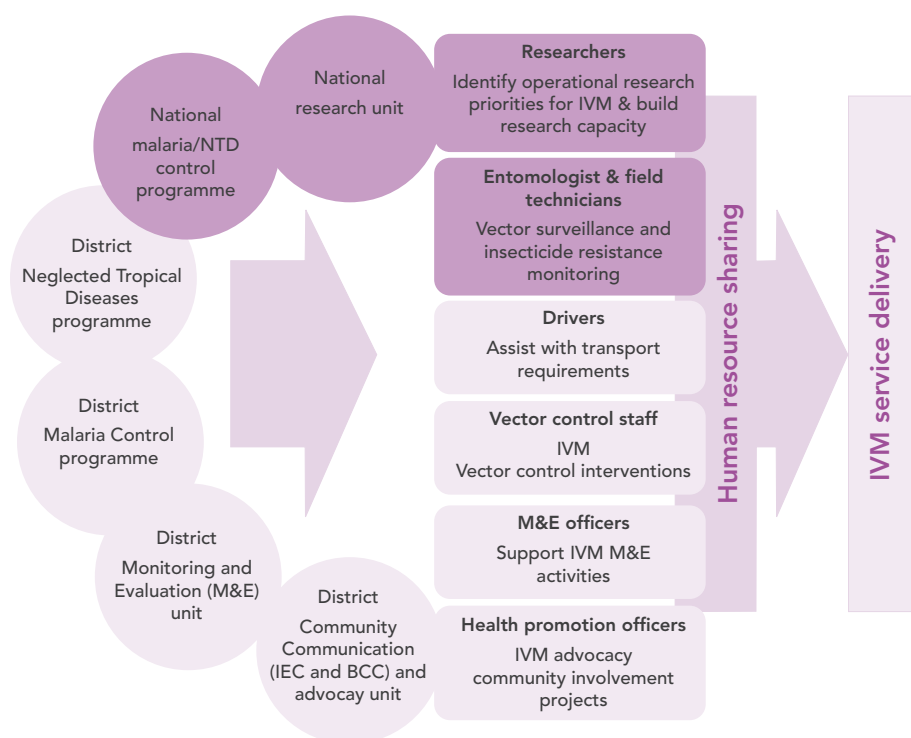 National
research unit
National
malaria/NTD
control
programme
District
Neglected Tropical
Diseases
programme
District
Malaria Control
programme
District
Monitoring and
Evaluation (M&E)
unit
District
Community
Communication
(IEC and BCC) and
advocay unit
Researchers
Identify operational research
priorities for IVM & build
research capacity
Entomologist & field
technicians
Vector surveillance and
insecticide resistance
monitoring
Drivers
Assist with transport
requirements
Vector control staff
IVM
Vector control interventions
M&E officers
Support IVM M&E
activities
Health promotion officers
IVM advocacy
community involvement
projects
Human resource sharing
IVM service delivery